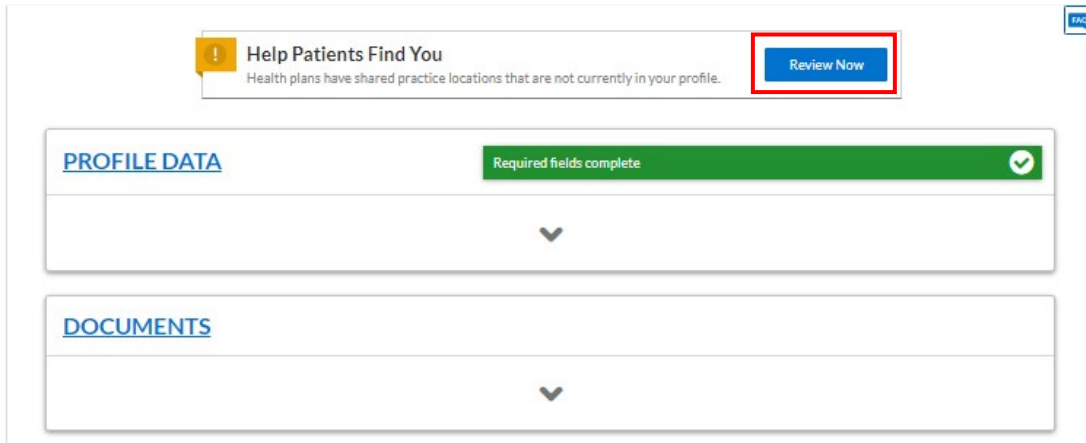 FAQ
Help Patients Find You
Health plans have shared practice locations that are not currently in your profile.
Review Now
PROFILE DATA
Required fields complete
DOCUMENTS